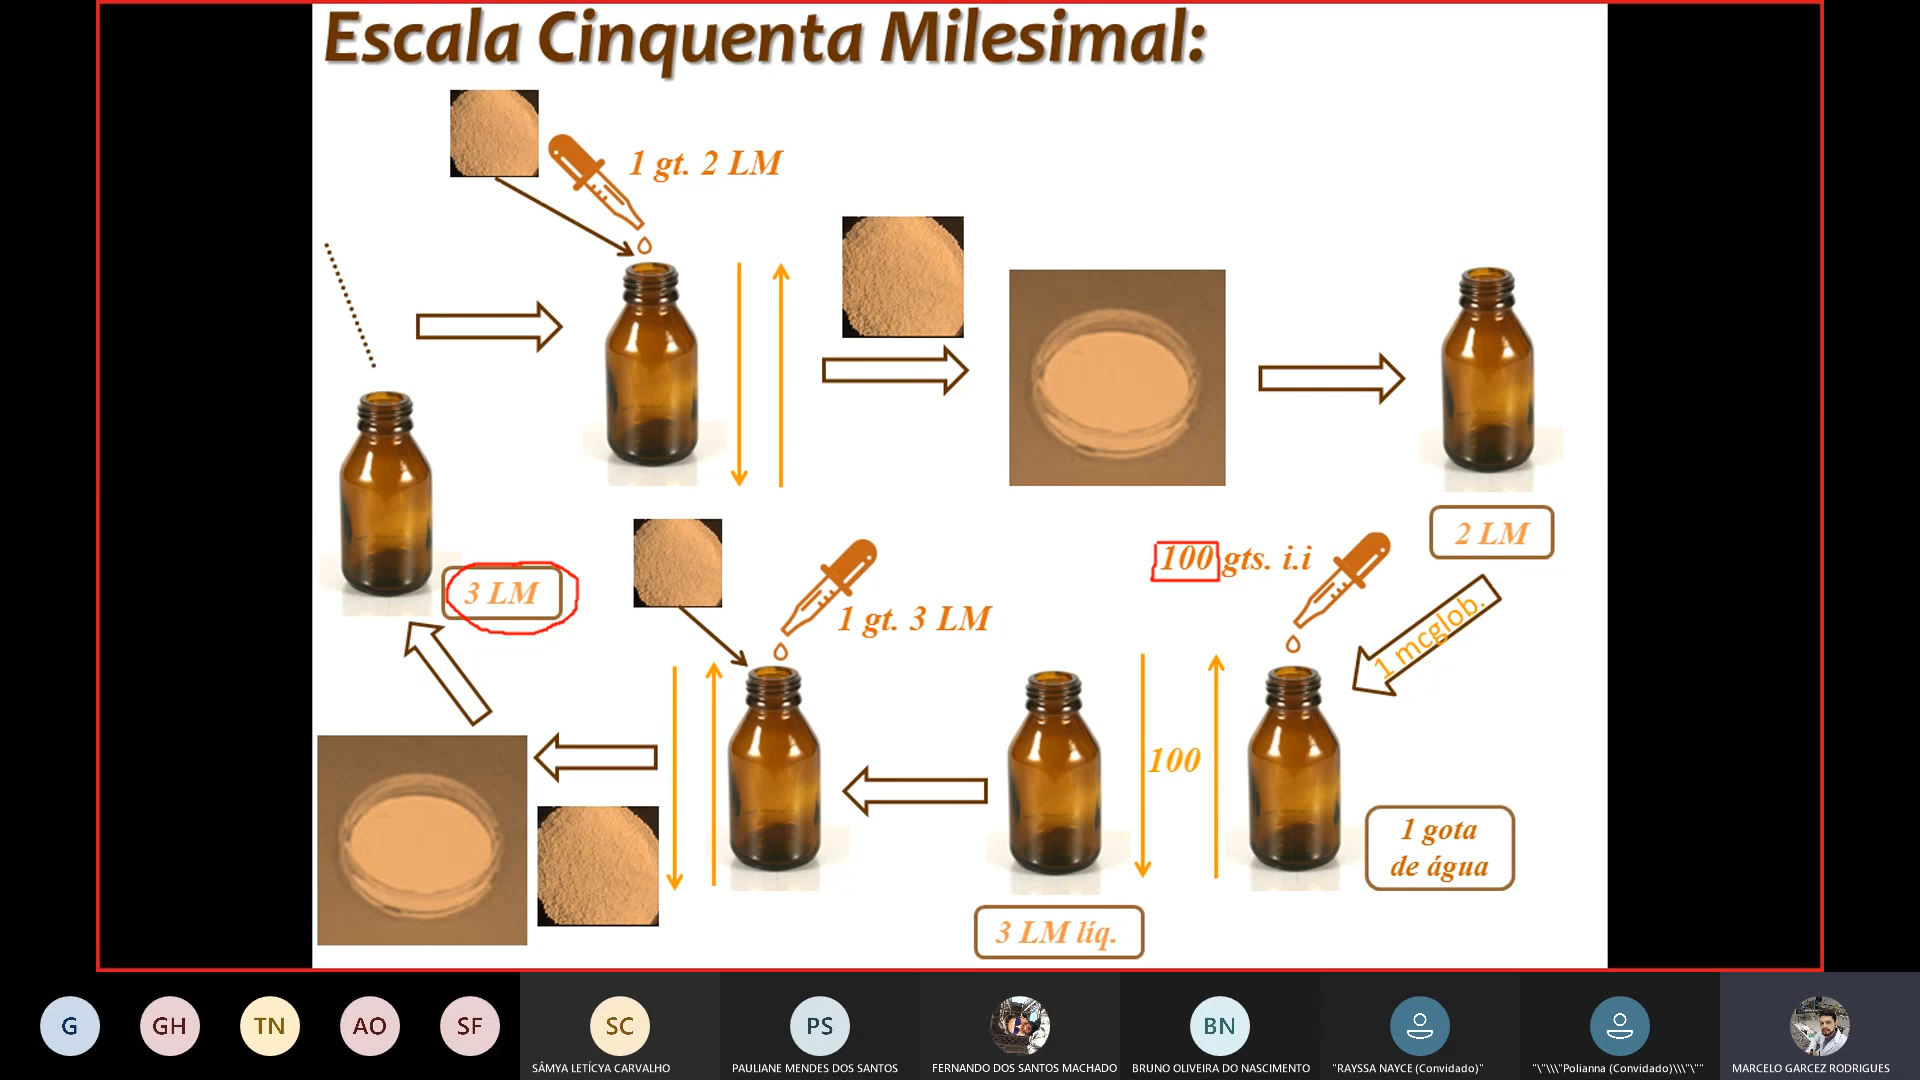 Escala Cinquenta Milesimal:
1 gt. 2 LM
2 LM
3 LM
1 gt. 3 LM
100 gts. i.i
1 mcglob.
100
1 gota
de água
3 LM líq.
G
GH
TN
AO
SF
SC
SÂMYA LETÍCYA CARVALHO
PS
PAULIANE MENDES DOS SANTOS
FERNANDO DOS SANTOS MACHADO
BN
BRUNO OLIVEIRA DO NASCIMENTO
"RAYSSA NAYCE (Convidado)"
"\"\\\"Polianna (Convidado)\\\"\""
MARCELO GARCEZ RODRIGUES